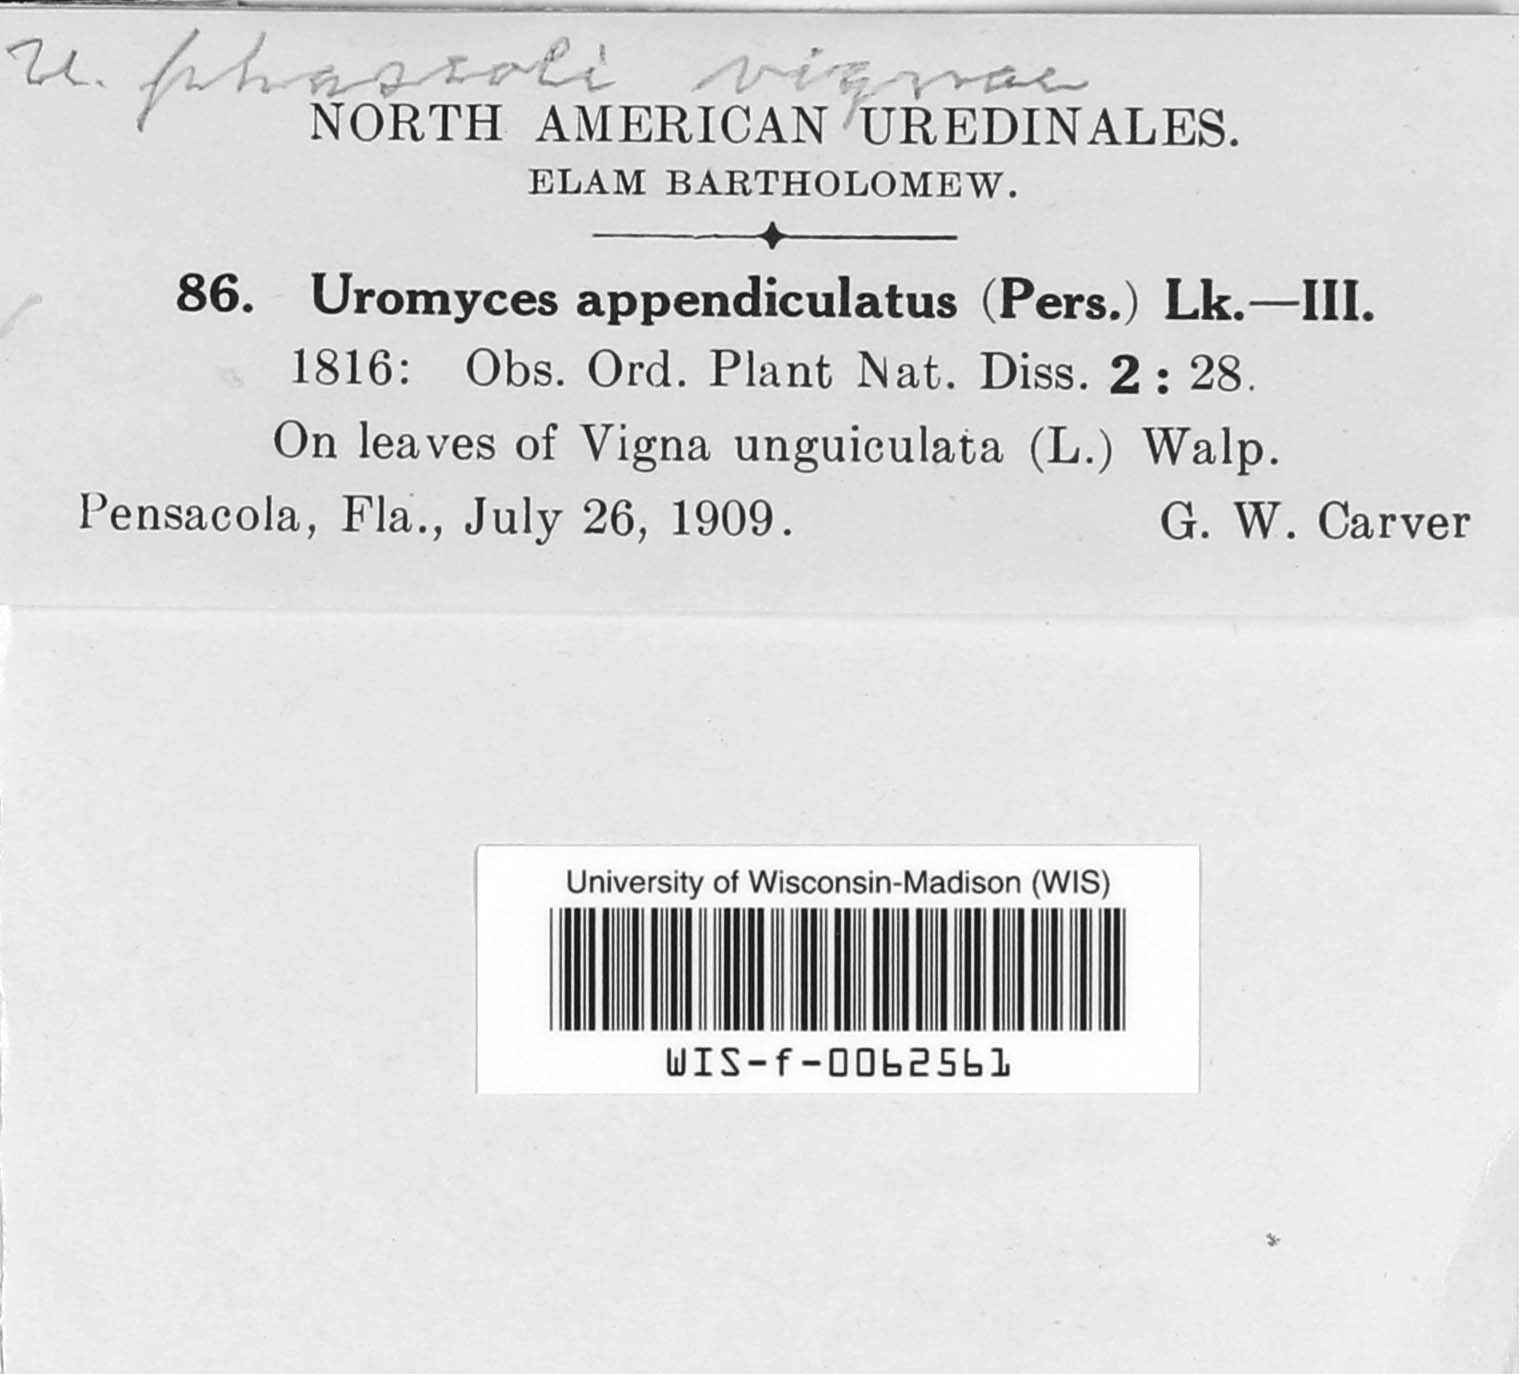 U. phaseoli vignae
NORTH AMERICAN UREDINALES.
ELAM BARTHOLOMEW.
86. Uromyces appendiculatus (Pers.) Lk.—III.
1816: Obs. Ord. Plant Nat. Diss. 2 : 28.
On leaves of Vigna unguiculata (L.) Walp.
Pensacola, Fla., July 26, 1909. G. W. Carver
University of Wisconsin-Madison (WIS)
WIS-f-0062561